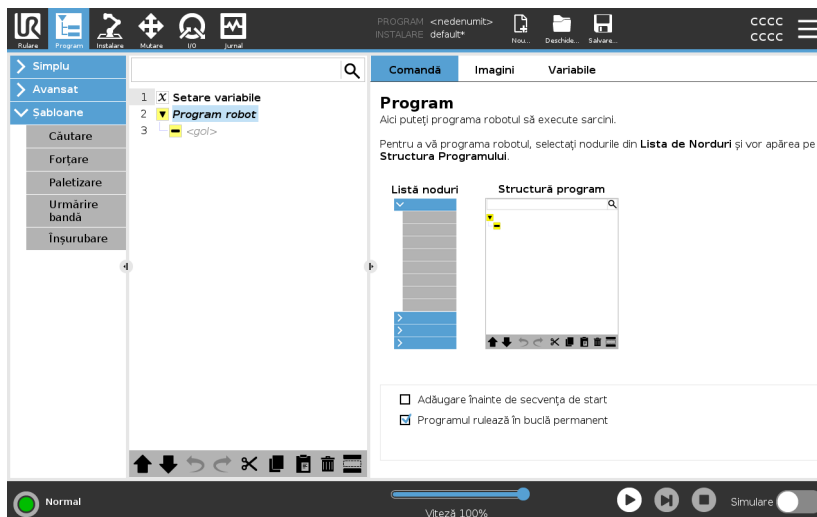 UR
Rulare
Program
Instalare
Mutare
I/O
Jurnal
PROGRAM <nedenumit>
INSTALARE default*
Nou...
Deschide...
Salvare...
CCCC
CCCC
Simplu
Avansat
Șabloane
Căutare
Forțare
Paletizare
Urmărire
bandă
Înșurubare
1 X Setare variabile
2 Program robot
3 <gol>
Comandă
Imagini
Variabile
Program
Aici puteți programa robotul să execute sarcini.
Pentru a vă programa robotul, selectați nodurile din Lista de Norduri și vor apărea pe
Structura Programului.
Listă noduri
Structură program
Adăugare înainte de secvența de start
Programul rulează în buclă permanent
Normal
Viteză 100%
Simulare